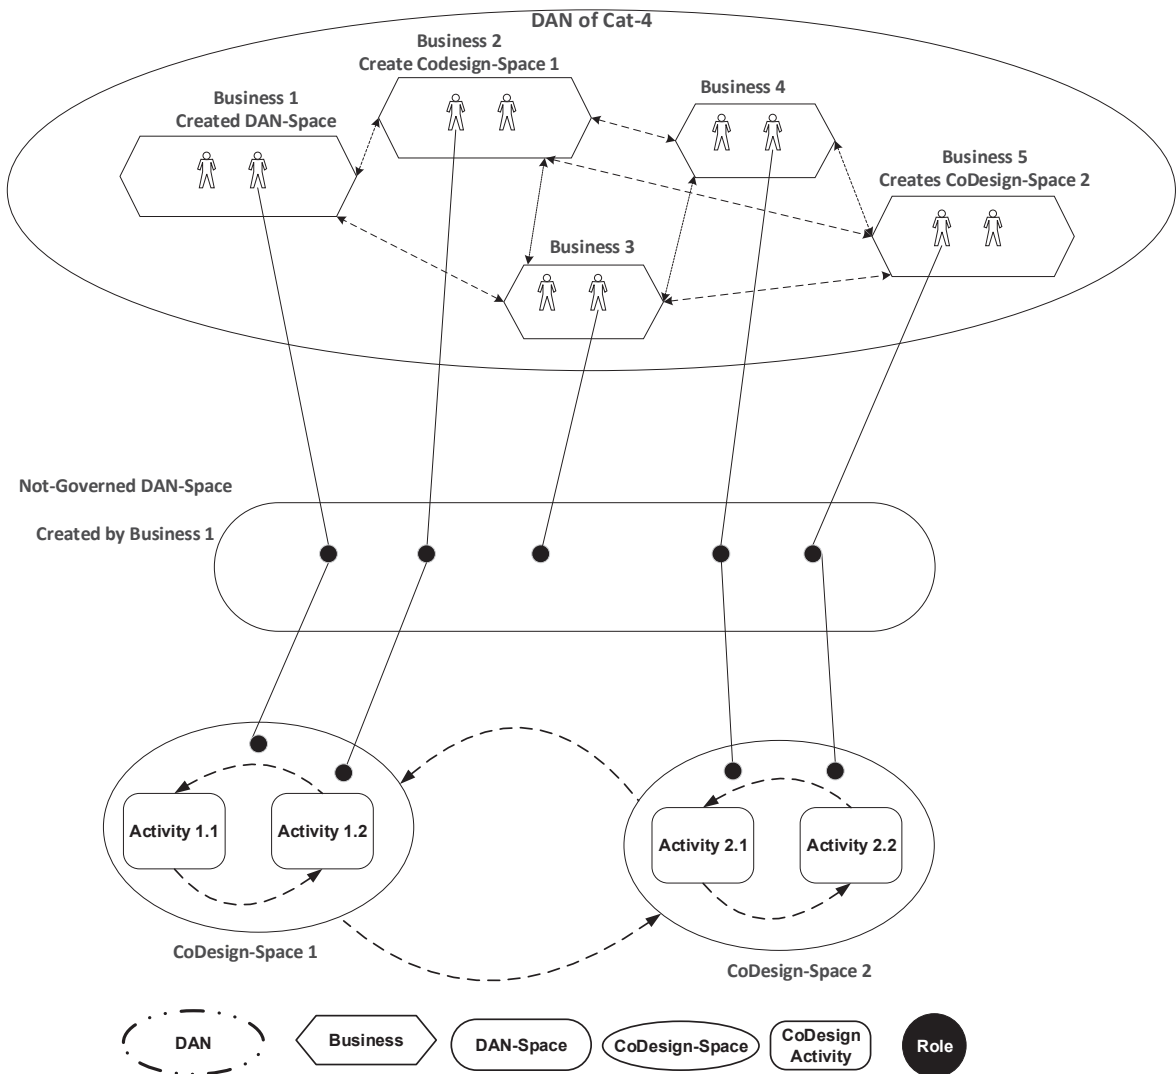 DAN of Cat-4
Business 2
Create Codesign-Space 1
Business 4
Business 1
Created DAN-Space
Business 5
Creates CoDesign-Space 2
Business 3
Not-Governed DAN-Space
Created by Business 1
Activity 1.1
Activity 1.2
Activity 2.1
Activity 2.2
CoDesign-Space 1
CoDesign-Space 2
DAN
Business
DAN-Space
CoDesign-Space
CoDesign
Activity
Role